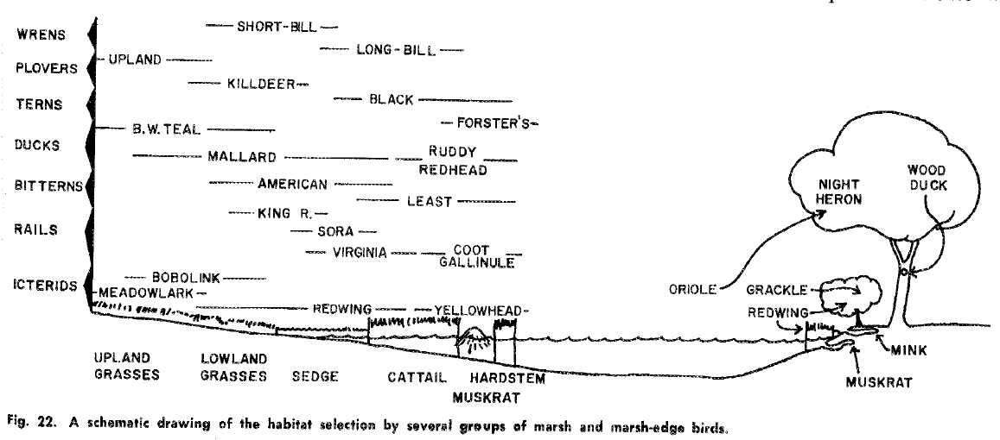 WRENS
PLOVERS
TERNS
DUCKS
BITTERNS
RAILS
ICTERIDS
SHORT-BILL
LONG-BILL
UPLAND
KILLDEER
BLACK
FORSTER'S
B.W. TEAL
MALLARD
RUDDY
REDHEAD
AMERICAN
LEAST
KING R.
SORA
VIRGINIA
COOT
GALLINULE
BOBOLINK
MEADOWLARK
REDWING
YELLOWHEAD
NIGHT
HERON
WOOD
DUCK
ORIOLE
GRACKLE
REDWING
MINK
MUSKRAT
UPLAND
GRASSES
LOWLAND
GRASSES
SEDGE
CATTAIL
HARDSTEM
MUSKRAT
Fig. 22. A schematic drawing of the habitat selection by several groups of marsh and marsh-edge birds.